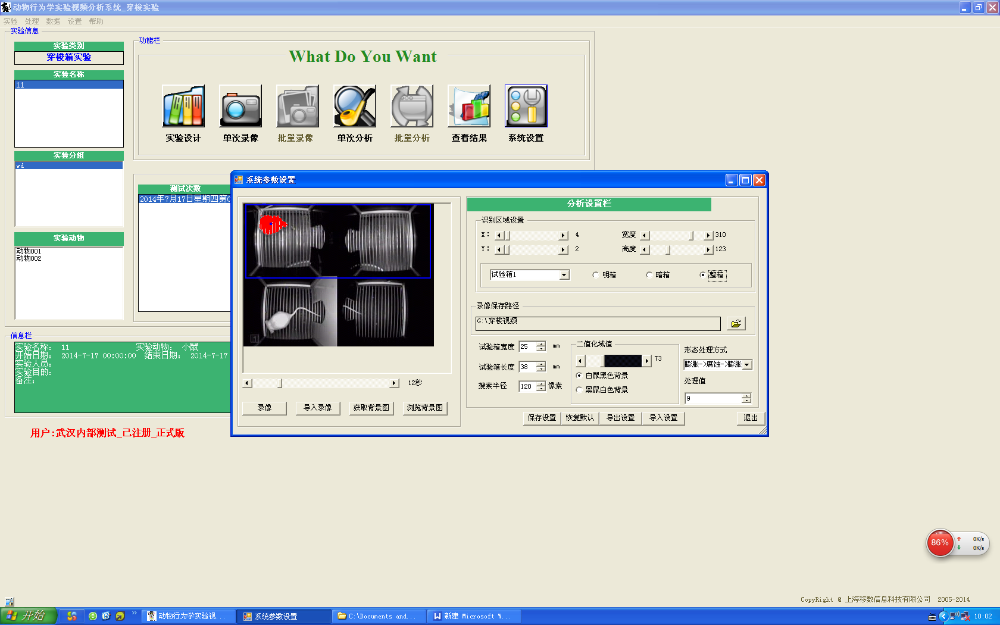 动物行为学实验视频分析系统_穿梭实验
实验 处理 数据 设置 帮助
实验信息
实验类别
穿梭箱实验
实验名称
11
实验分组
wd
实验动物
动物001
动物002
功能栏
What Do You Want
实验设计 单次录像 批量录像 单次分析 批量分析 查看结果 系统设置
测试次数
2014年7月17日星期四第
信息栏
实验名称: 11 实验动物: 小鼠
开始日期: 2014-7-17 00:00:00 结束日期: 2014-7-17
实验人员:
实验目的:
备注:
用户:武汉内部测试_已注册_正式版
系统参数设置
1
12秒
录像 导入录像 获取背景图 浏览背景图
分析设置栏
识别区域设置
X: 4 宽度 310
Y: 2 高度 123
试验箱1 明箱 暗箱 整箱
录像保存路径
G:\穿梭视频
试验箱宽度 25 mm
试验箱长度 38 mm
搜索半径 120 像素
二值化域值
73
白鼠黑色背景
黑鼠白色背景
形态处理方式
膨胀->腐蚀->膨胀
处理值
9
保存设置 恢复默认 导出设置 导入设置 退出
86% 0K/s
0K/s
CopyRight @ 上海移数信息科技有限公司 2005-2014
开始 动物行为学实验视... 系统参数设置 C:\Documents and... 新建 Microsoft W... 10:02